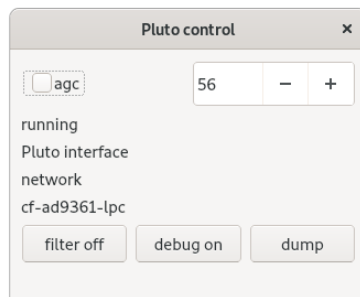 Pluto control ×
agc 56 − +
running
Pluto interface
network
cf-ad9361-lpc
filter off debug on dump